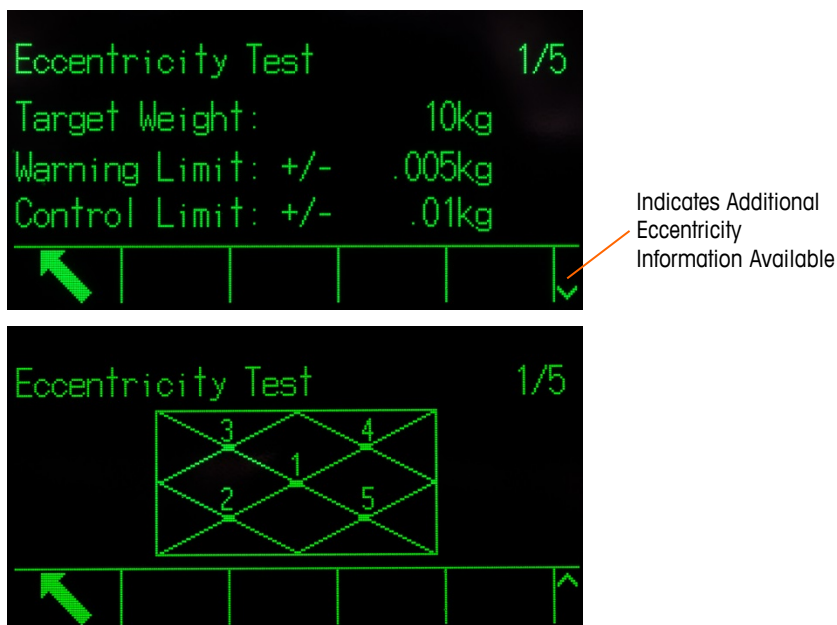 Eccentricity Test 1/5
Target Weight: 10kg
Warning Limit: +/- .005kg
Control Limit: +/- .01kg
Indicates Additional
Eccentricity
Information Available
Eccentricity Test 1/5
3 4
1
2 5